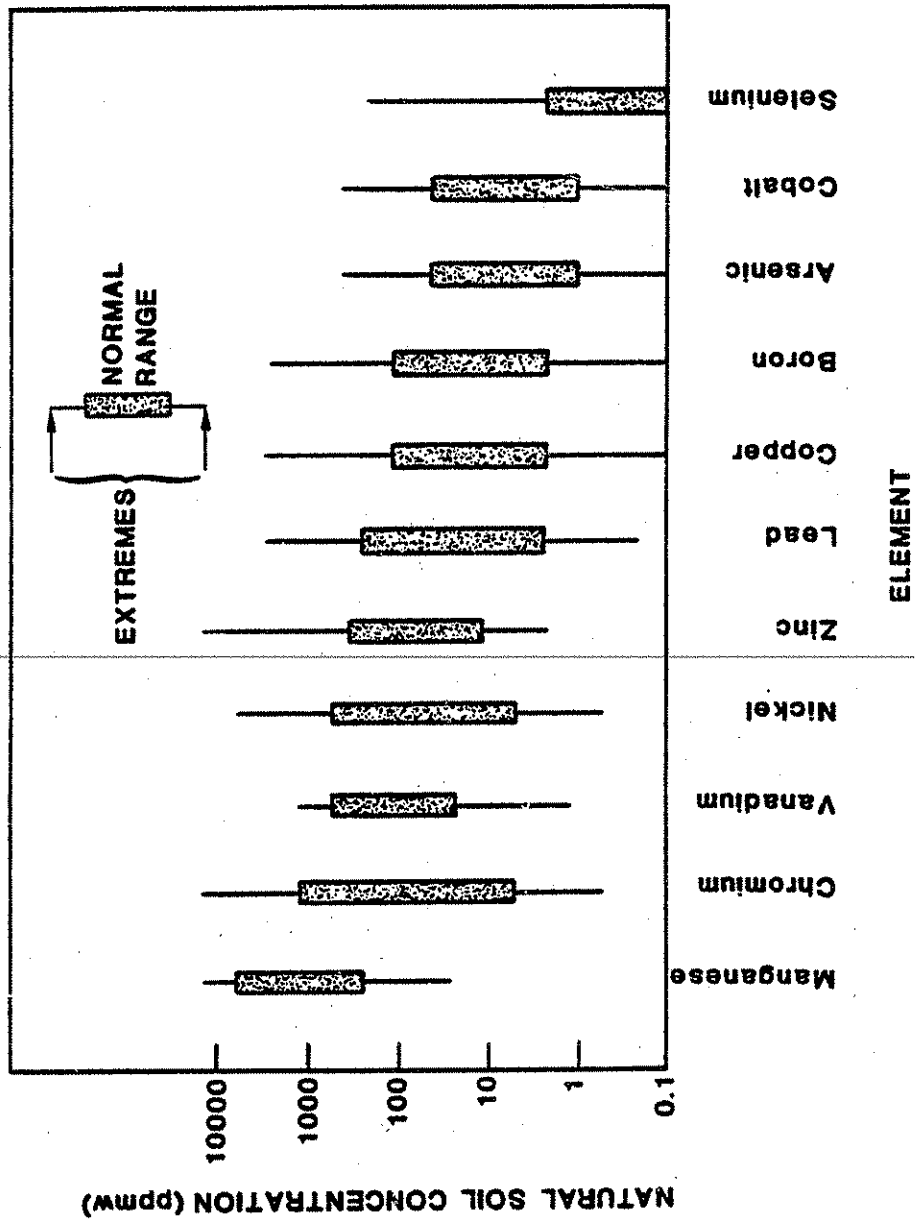 NATURAL SOIL CONCENTRATION (ppmw)
10000
1000
100
10
1
0.1
EXTREMES
NORMAL
RANGE
Manganese
Chromium
Vanadium
Nickel
Zinc
Lead
Copper
Boron
Arsenic
Cobalt
Selenium
ELEMENT